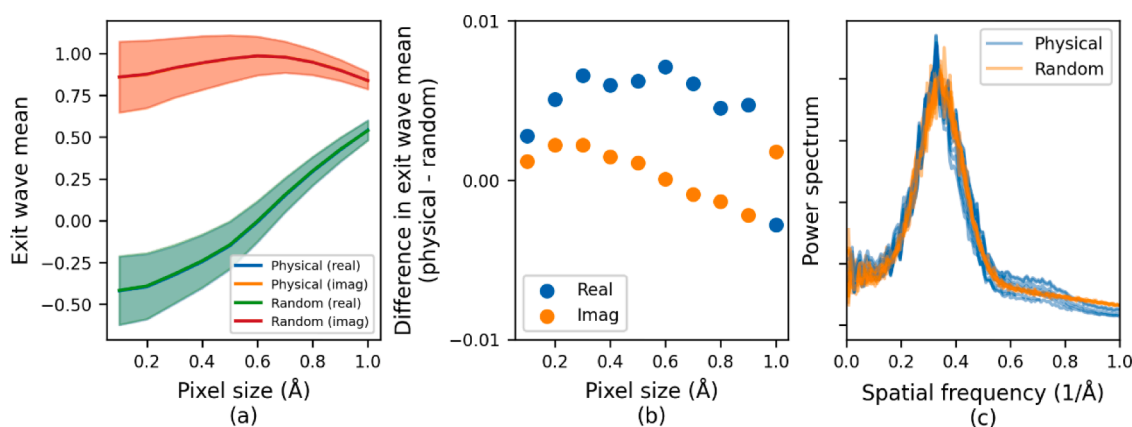 Exit wave mean
1.00
0.75
0.50
0.25
0.00
−0.25
−0.50
Physical (real)
Physical (imag)
Random (real)
Random (imag)
0.2 0.4 0.6 0.8 1.0
Pixel size (Å)
(a)
Difference in exit wave mean
(physical - random)
0.01
0.00
−0.01
Real
Imag
0.2 0.4 0.6 0.8 1.0
Pixel size (Å)
(b)
Power spectrum
Physical
Random
0.0 0.2 0.4 0.6 0.8 1.0
Spatial frequency (1/Å)
(c)